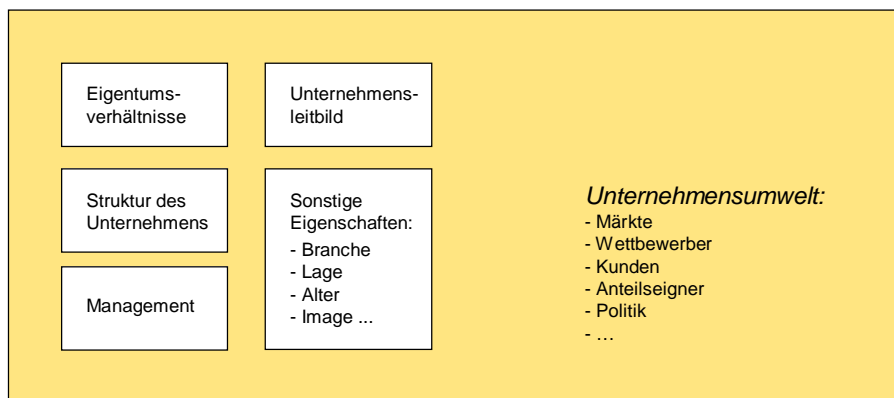 Eigentums-
verhältnisse
Unternehmens-
leitbild
Struktur des
Unternehmens
Management
Sonstige
Eigenschaften:
- Branche
- Lage
- Alter
- Image ...
Unternehmensumwelt:
- Märkte
- Wettbewerber
- Kunden
- Anteilseigner
- Politik
- ...